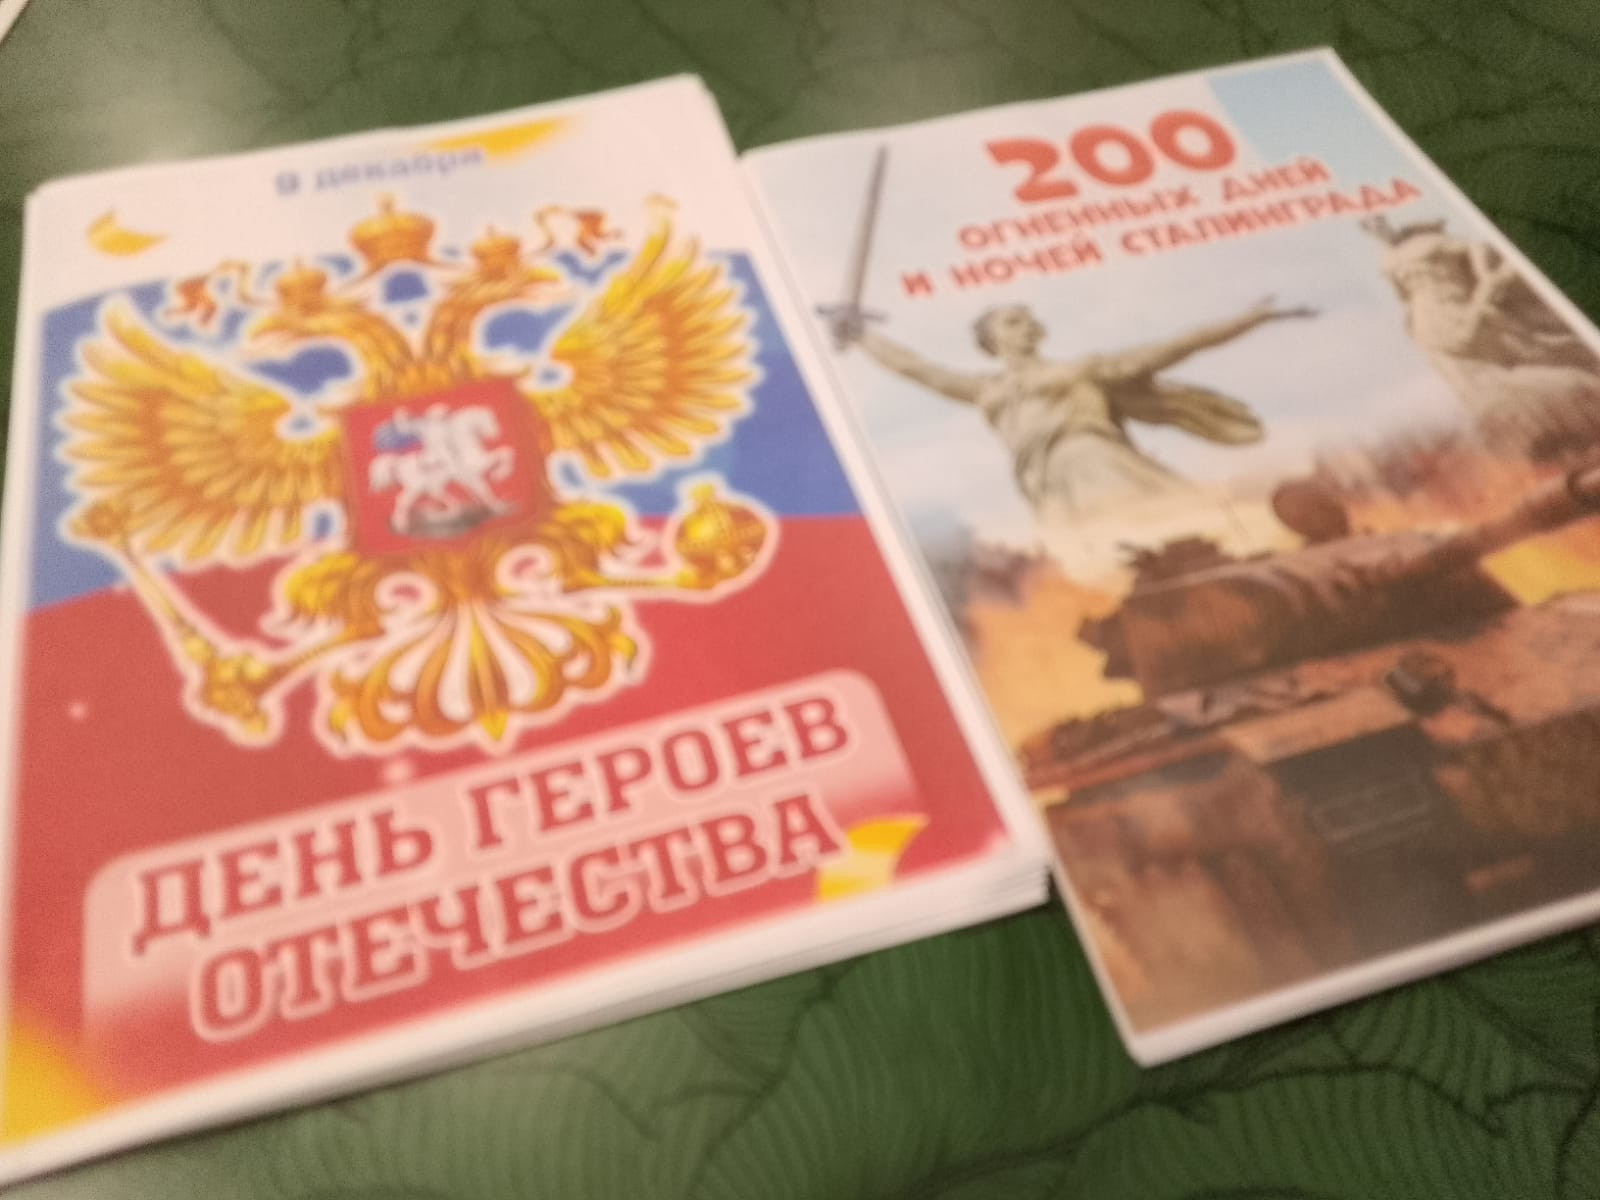 9 декабря
ДЕНЬ ГЕРОЕВ
ОТЕЧЕСТВА
200
ОГНЕННЫХ ДНЕЙ
И НОЧЕЙ СТАЛИНГРАДА